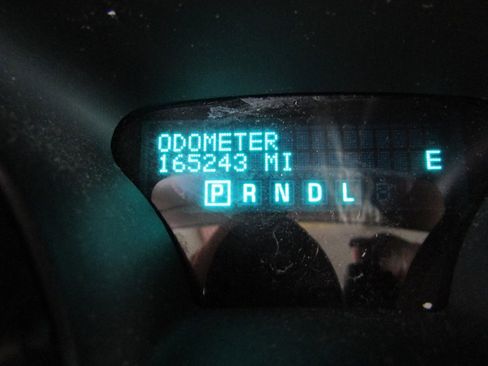 ODOMETER
165243 MI E
P R N D L